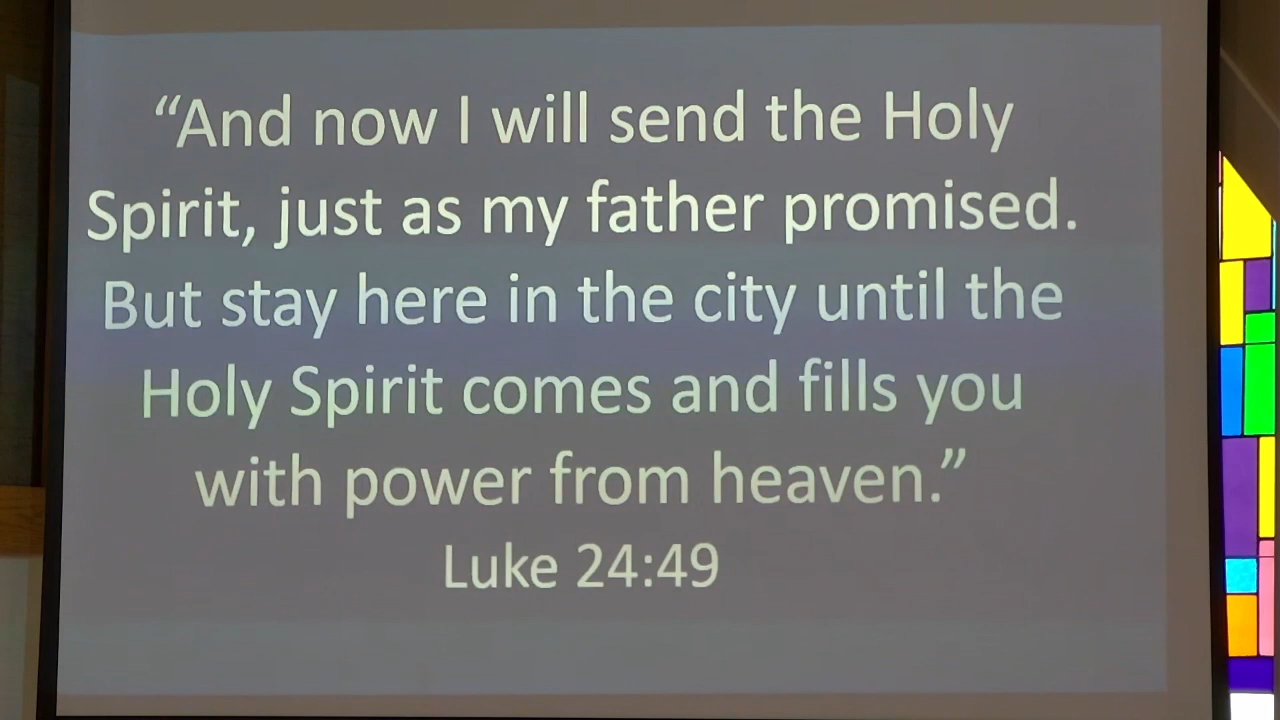 “And now I will send the Holy
Spirit, just as my father promised.
But stay here in the city until the
Holy Spirit comes and fills you
with power from heaven.”
Luke 24:49